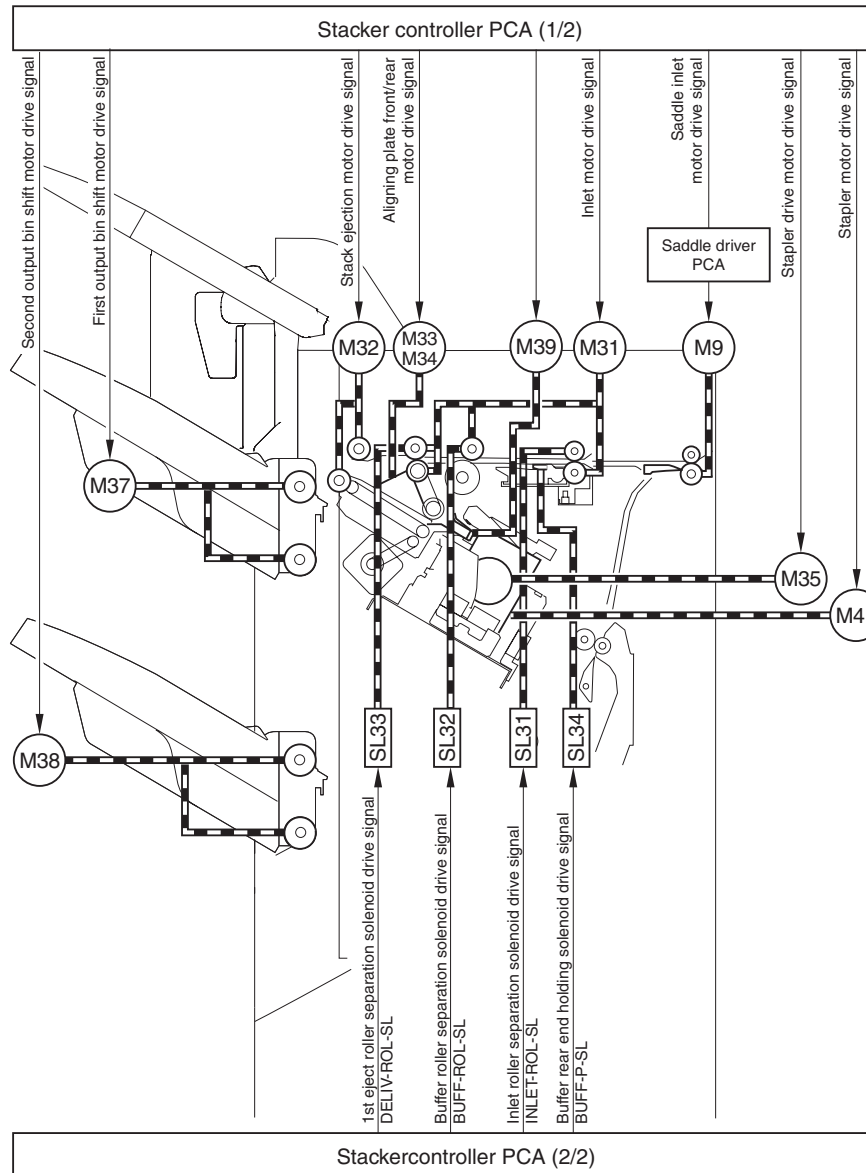 Stacker controller PCA (1/2)
Second output bin shift motor drive signal
First output bin shift motor drive signal
Stack ejection motor drive signal
Aligning plate front/rear
motor drive signal
Inlet motor drive signal
Saddle inlet
motor drive signal
Stapler drive motor drive signal
Stapler motor drive signal
Saddle driver
PCA
M32
M33
M34
M39
M31
M9
M37
M35
M4
M38
SL33
SL32
SL31
SL34
1st eject roller separation solenoid drive signal
DELIV-ROL-SL
Buffer roller separation solenoid drive signal
BUFF-ROL-SL
Inlet roller separation solenoid drive signal
INLET-ROL-SL
Buffer rear end holding solenoid drive signal
BUFF-P-SL
Stackercontroller PCA (2/2)